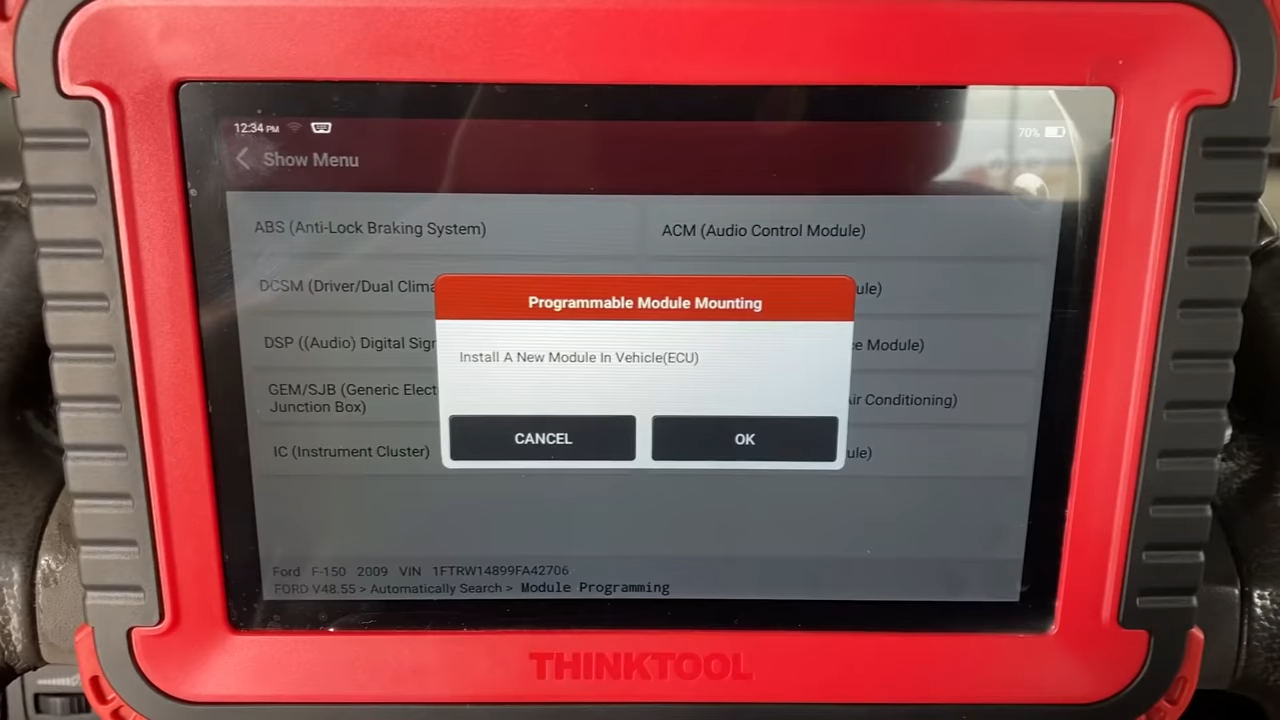 12:34 PM
70%
Show Menu
ABS (Anti-Lock Braking System)
ACM (Audio Control Module)
DCSM (Driver/Dual Clima
ule)
Programmable Module Mounting
DSP ((Audio) Digital Sigr
e Module)
Install A New Module In Vehicle(ECU)
GEM/SJB (Generic Elect
Junction Box)
Air Conditioning)
CANCEL
OK
IC (Instrument Cluster)
ule)
Ford F-150 2009 VIN 1FTRW14899FA42706
FORD V48.55 > Automatically Search > Module Programming
THINKTOOL